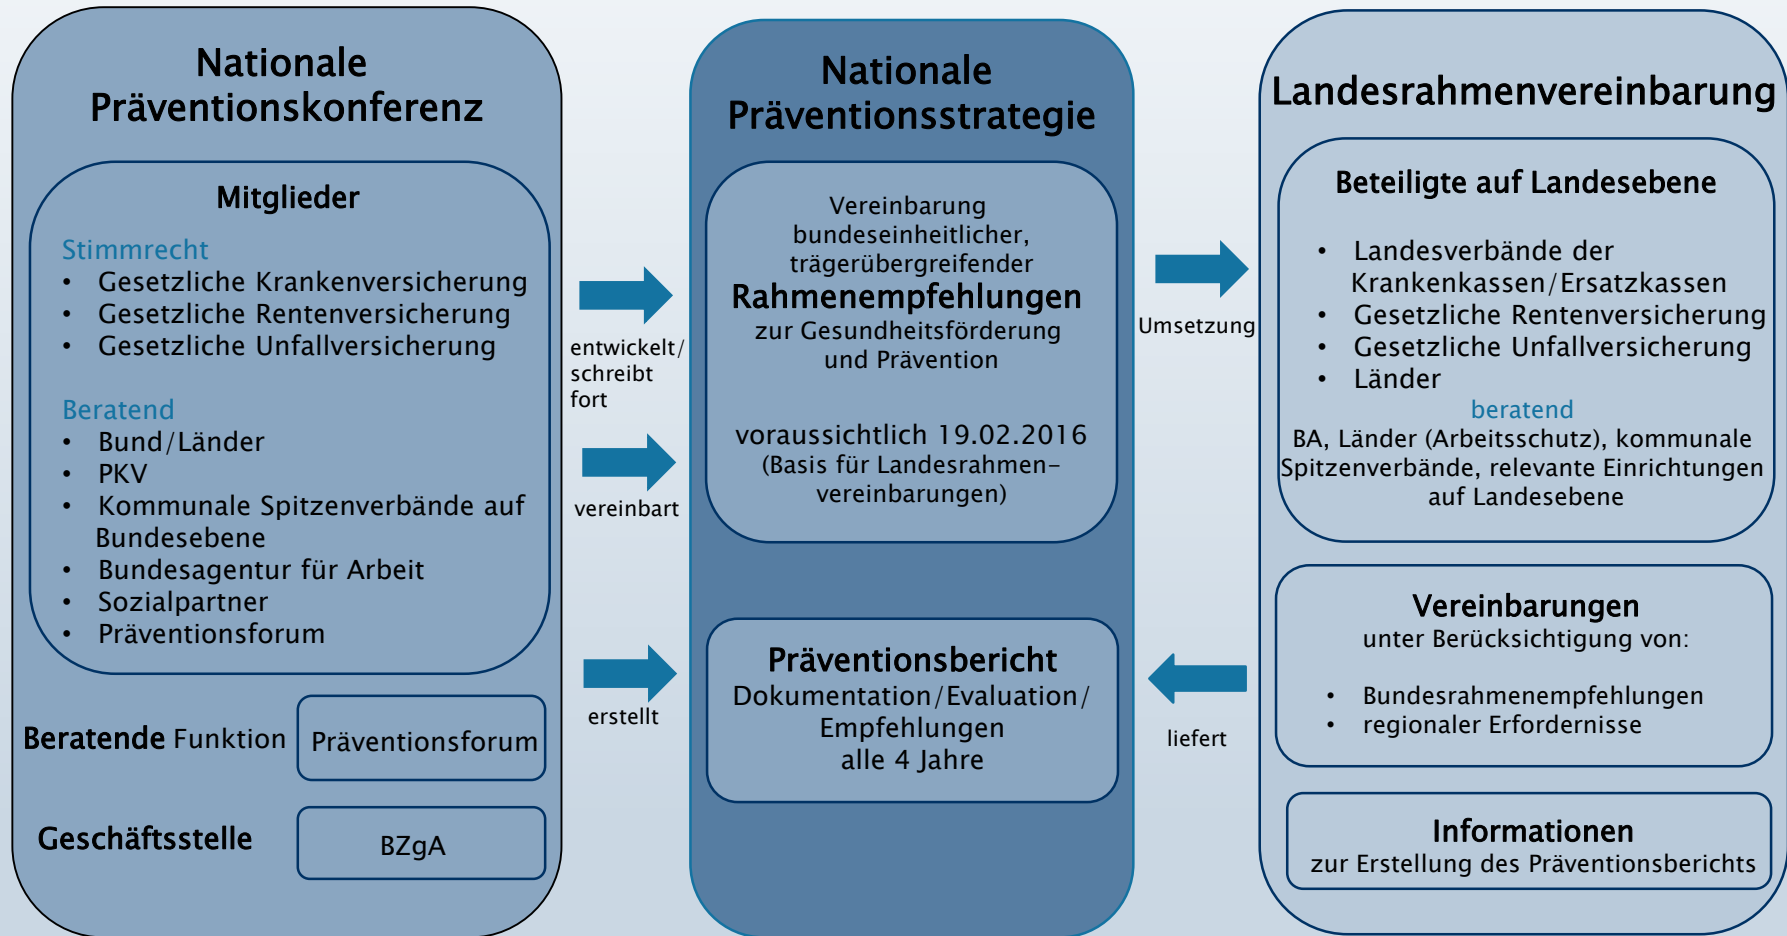 Nationale
Präventionskonferenz
Mitglieder
Stimmrecht
• Gesetzliche Krankenversicherung
• Gesetzliche Rentenversicherung
• Gesetzliche Unfallversicherung
Beratend
• Bund/Länder
• PKV
• Kommunale Spitzenverbände auf
Bundesebene
• Bundesagentur für Arbeit
• Sozialpartner
• Präventionsforum
Beratende Funktion
Präventionsforum
Geschäftsstelle
BZgA
entwickelt/
schreibt
fort
vereinbart
erstellt
Nationale
Präventionsstrategie
Vereinbarung
bundeseinheitlicher,
trägerübergreifender
Rahmenempfehlungen
zur Gesundheitsförderung
und Prävention
voraussichtlich 19.02.2016
(Basis für Landesrahmen-
vereinbarungen)
Präventionsbericht
Dokumentation/Evaluation/
Empfehlungen
alle 4 Jahre
Umsetzung
liefert
Landesrahmenvereinbarung
Beteiligte auf Landesebene
• Landesverbände der
Krankenkassen/Ersatzkassen
• Gesetzliche Rentenversicherung
• Gesetzliche Unfallversicherung
• Länder
beratend
BA, Länder (Arbeitsschutz), kommunale
Spitzenverbände, relevante Einrichtungen
auf Landesebene
Vereinbarungen
unter Berücksichtigung von:
• Bundesrahmenempfehlungen
• regionaler Erfordernisse
Informationen
zur Erstellung des Präventionsberichts